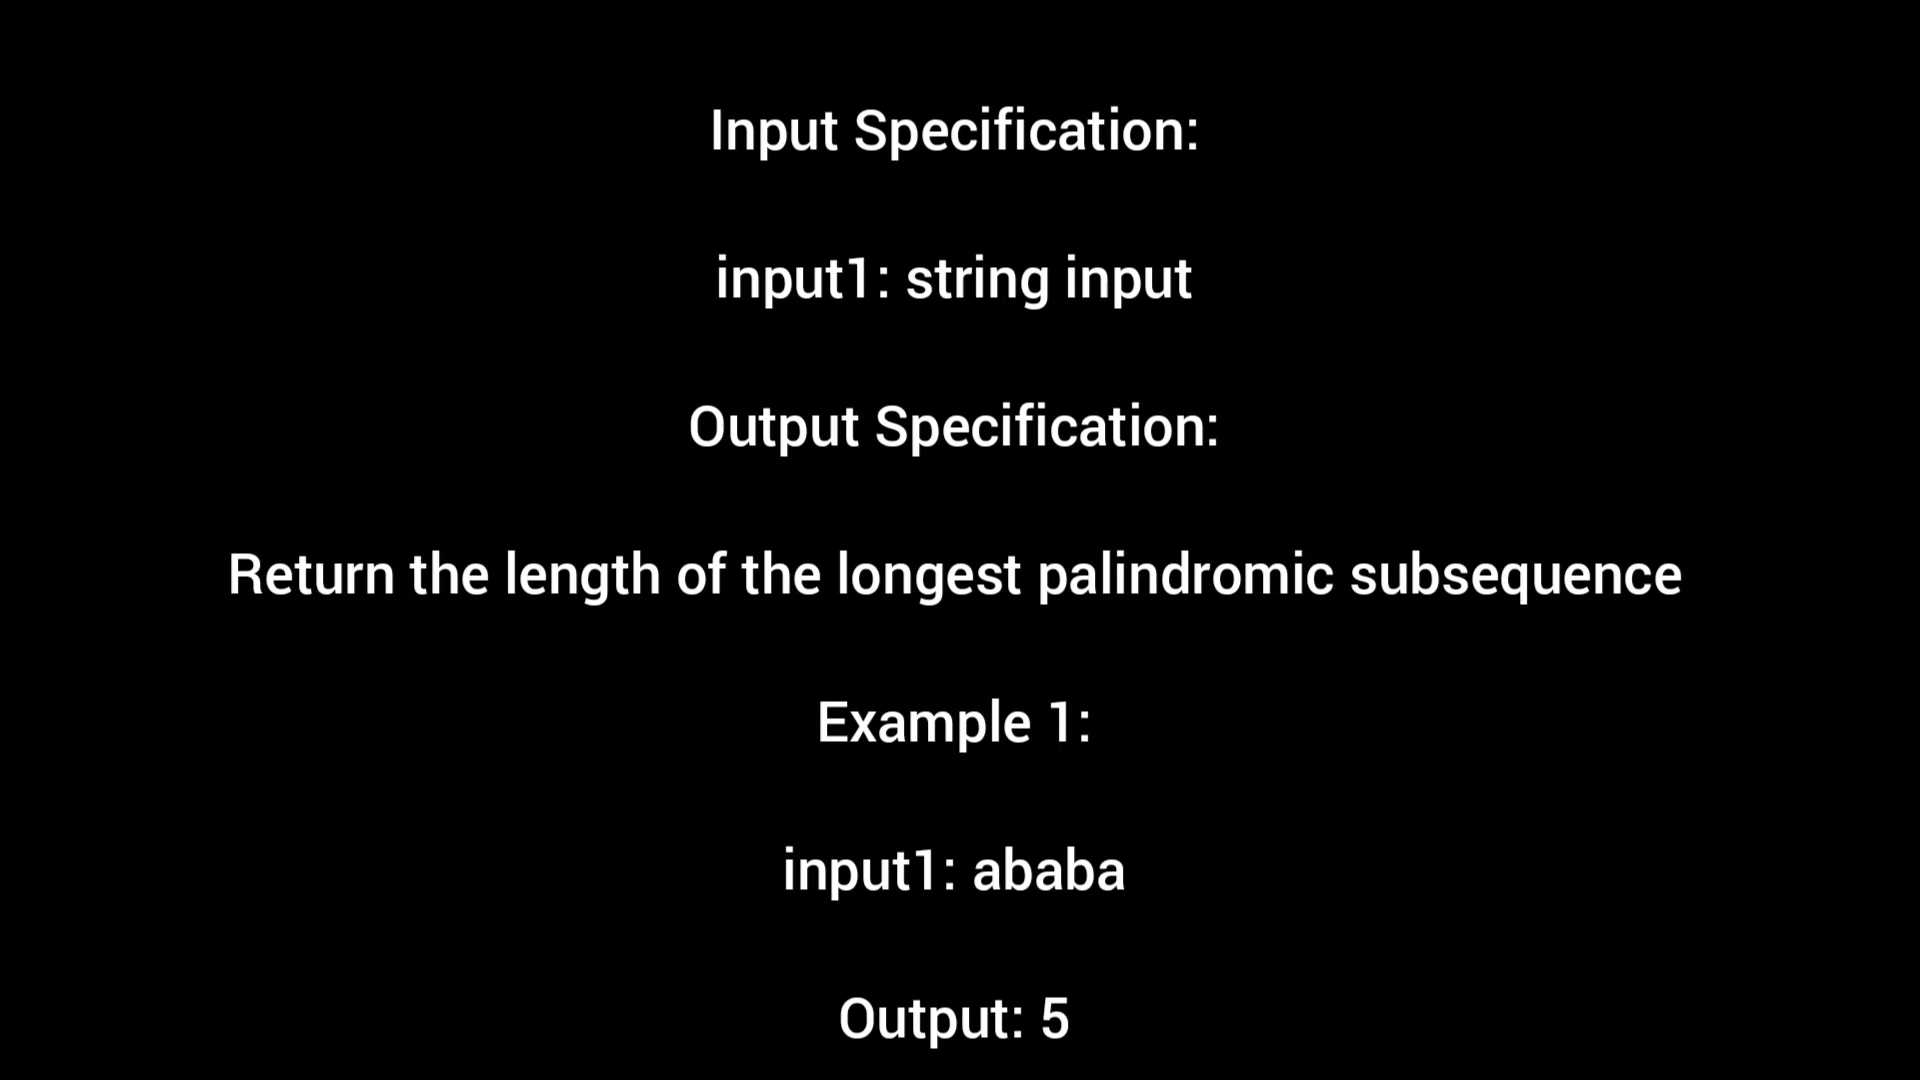 Input Specification:
input1: string input
Output Specification:
Return the length of the longest palindromic subsequence
Example 1:
input1: ababa
Output: 5